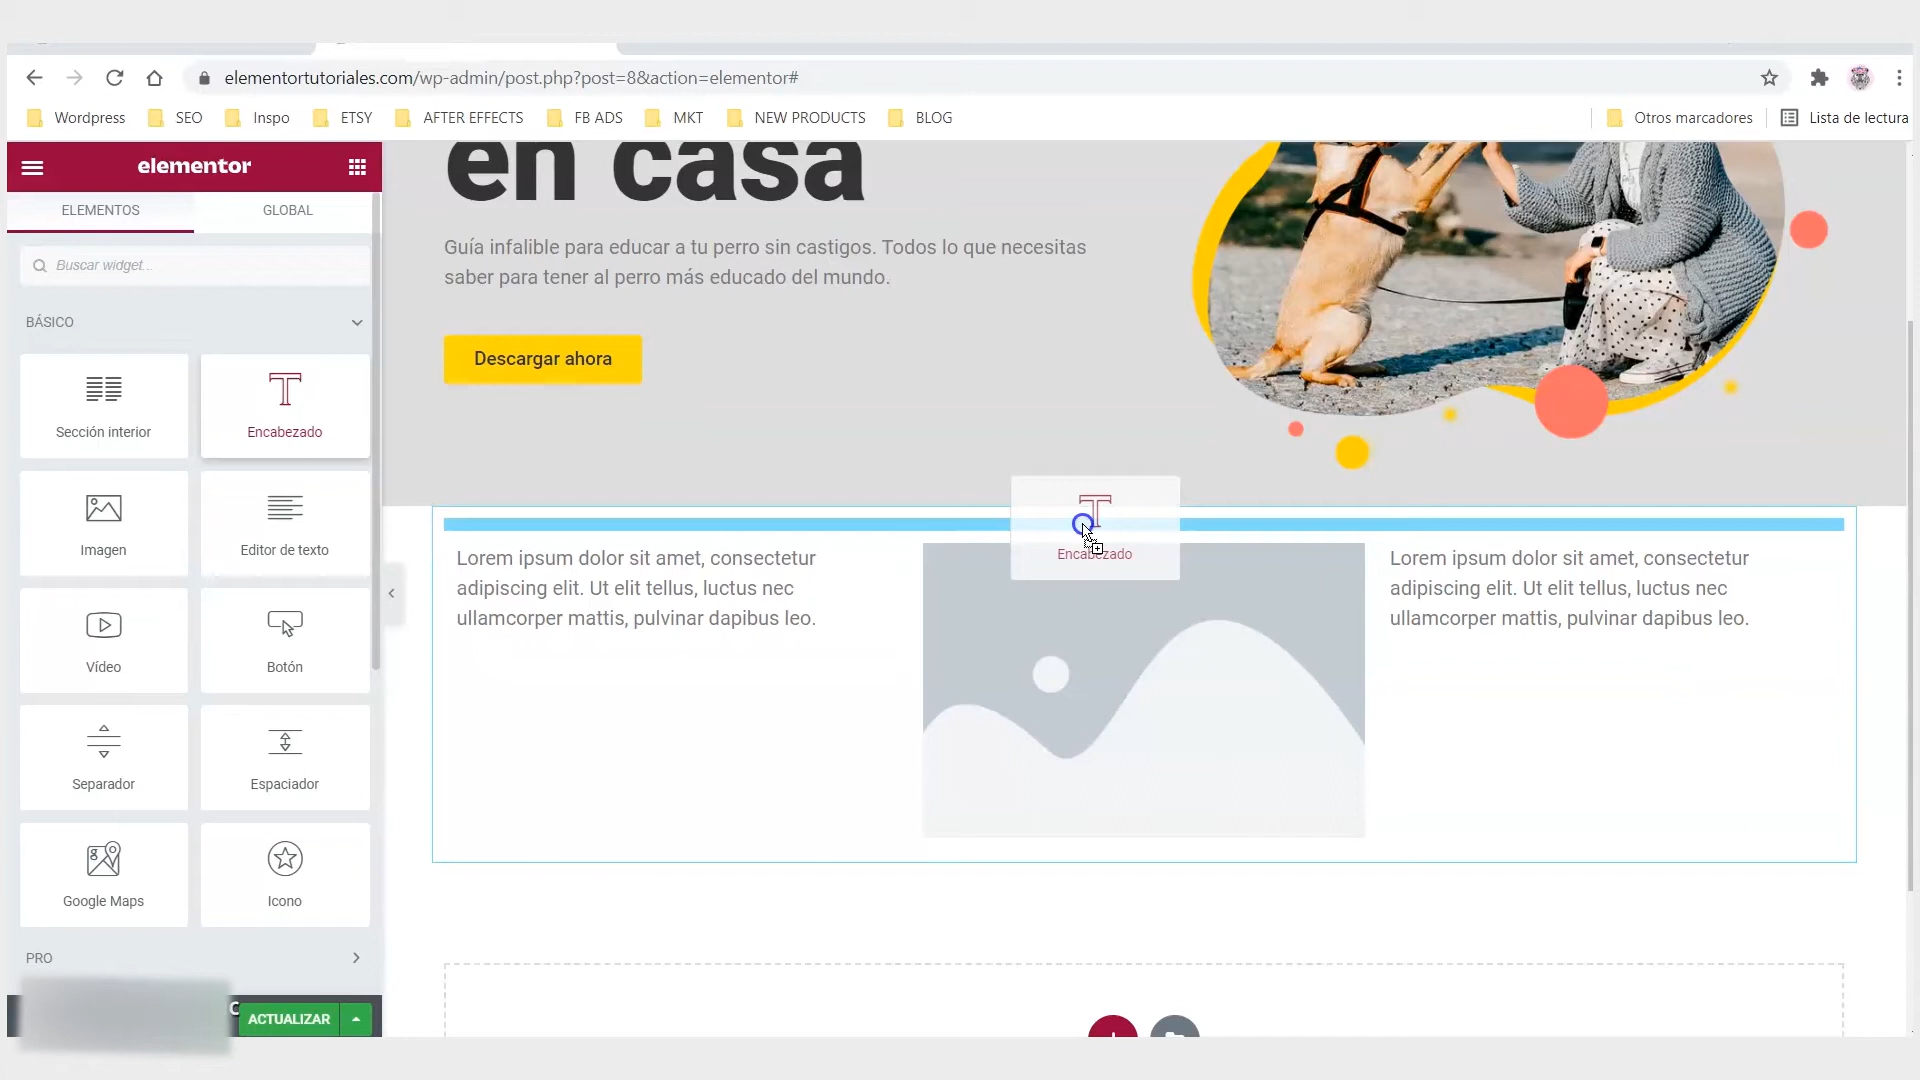 elementortutoriales.com/wp-admin/post.php?post=8&action=elementor#
Wordpress
SEO
Inspo
ETSY
AFTER EFFECTS
FB ADS
MKT
NEW PRODUCTS
BLOG
Otros marcadores
Lista de lectura
elementor
ELEMENTOS
GLOBAL
Buscar widget...
BÁSICO
Sección interior
Encabezado
Imagen
Editor de texto
Vídeo
Botón
Separador
Espaciador
Google Maps
Icono
PRO
ACTUALIZAR
en casa
Guía infalible para educar a tu perro sin castigos. Todos lo que necesitas
saber para tener al perro más educado del mundo.
Descargar ahora
Encabezado
Lorem ipsum dolor sit amet, consectetur
adipiscing elit. Ut elit tellus, luctus nec
ullamcorper mattis, pulvinar dapibus leo.
Lorem ipsum dolor sit amet, consectetur
adipiscing elit. Ut elit tellus, luctus nec
ullamcorper mattis, pulvinar dapibus leo.